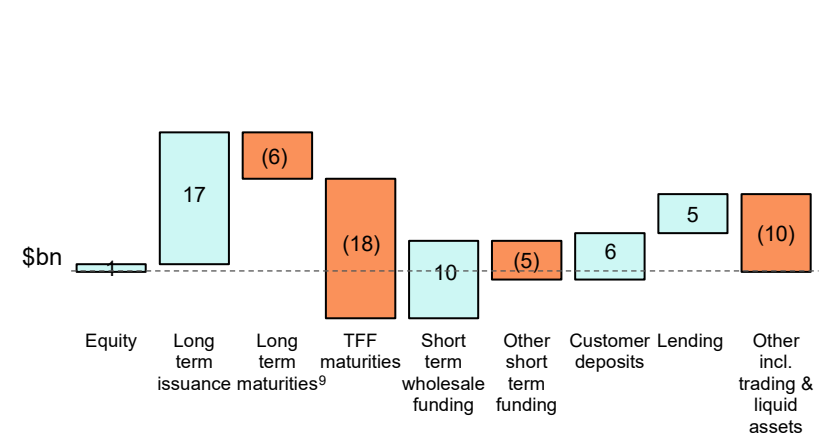 17
(6)
(18)
5
(10)
6
(5)
10
1
$bn
Equity
Long
term
issuance
Long
term
maturities⁹
TFF
maturities
Short
term
wholesale
funding
Other
short
term
funding
Customer
deposits
Lending
Other
incl.
trading &
liquid
assets